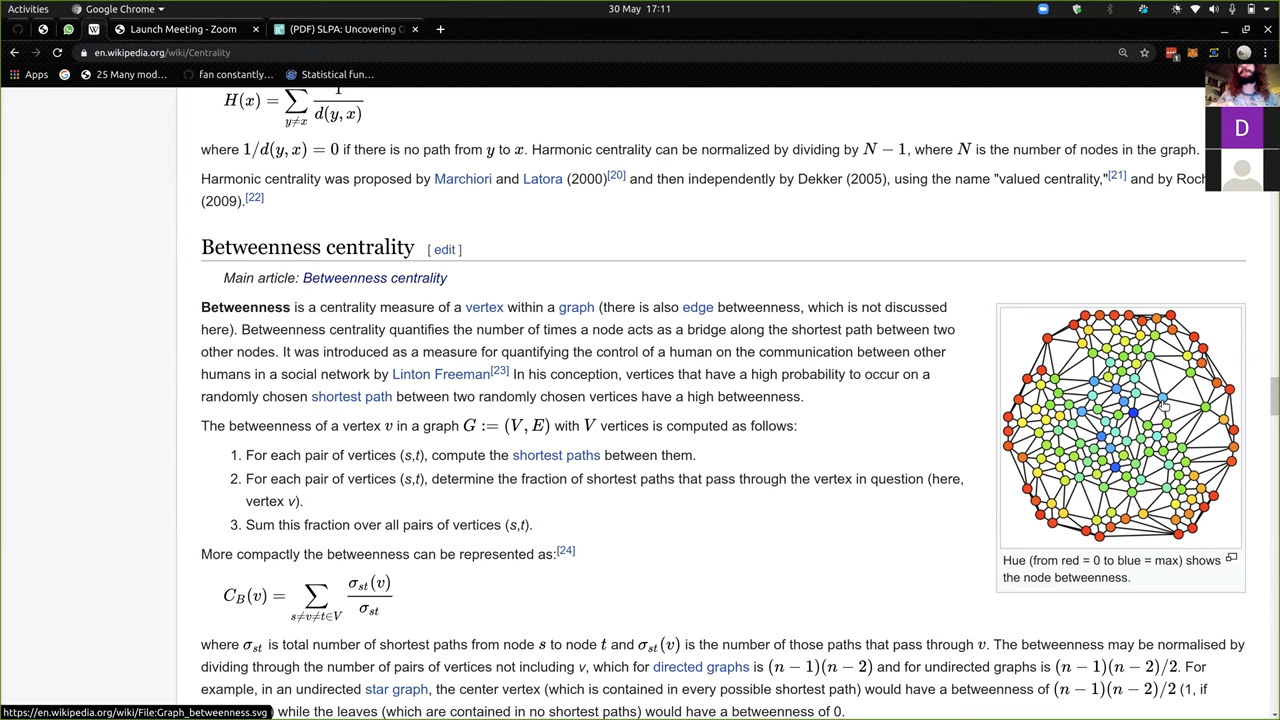 Activities
Google Chrome
30 May 17:11
Launch Meeting - Zoom
(PDF) SLPA: Uncovering O
en.wikipedia.org/wiki/Centrality
Apps
25 Many mod…
fan constantly…
Statistical fun…
D
H(x) = ∑_{y≠x} 1/d(y, x)
where 1/d(y, x) = 0 if there is no path from y to x. Harmonic centrality can be normalized by dividing by N − 1, where N is the number of nodes in the graph.
Harmonic centrality was proposed by Marchiori and Latora (2000)[20] and then independently by Dekker (2005), using the name "valued centrality,"[21] and by Roch
(2009).[22]
Betweenness centrality [ edit ]
Main article: Betweenness centrality
Betweenness is a centrality measure of a vertex within a graph (there is also edge betweenness, which is not discussed
here). Betweenness centrality quantifies the number of times a node acts as a bridge along the shortest path between two
other nodes. It was introduced as a measure for quantifying the control of a human on the communication between other
humans in a social network by Linton Freeman[23] In his conception, vertices that have a high probability to occur on a
randomly chosen shortest path between two randomly chosen vertices have a high betweenness.
The betweenness of a vertex v in a graph G := (V, E) with V vertices is computed as follows:
1. For each pair of vertices (s,t), compute the shortest paths between them.
2. For each pair of vertices (s,t), determine the fraction of shortest paths that pass through the vertex in question (here,
vertex v).
3. Sum this fraction over all pairs of vertices (s,t).
More compactly the betweenness can be represented as:[24]
C_B(v) = ∑_{s≠v≠t∈V} σ_st(v)/σ_st
Hue (from red = 0 to blue = max) shows
the node betweenness.
where σ_st is total number of shortest paths from node s to node t and σ_st(v) is the number of those paths that pass through v. The betweenness may be normalised by
dividing through the number of pairs of vertices not including v, which for directed graphs is (n − 1)(n − 2) and for undirected graphs is (n − 1)(n − 2)/2. For
example, in an undirected star graph, the center vertex (which is contained in every possible shortest path) would have a betweenness of (n − 1)(n − 2)/2 (1, if
) while the leaves (which are contained in no shortest paths) would have a betweenness of 0.
https://en.wikipedia.org/wiki/File:Graph_betweenness.svg